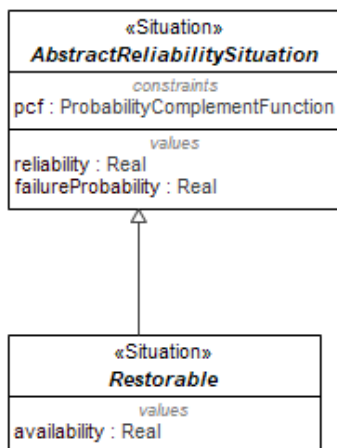 «Situation»
AbstractReliabilitySituation
constraints
pcf : ProbabilityComplementFunction
values
reliability : Real
failureProbability : Real
«Situation»
Restorable
values
availability : Real